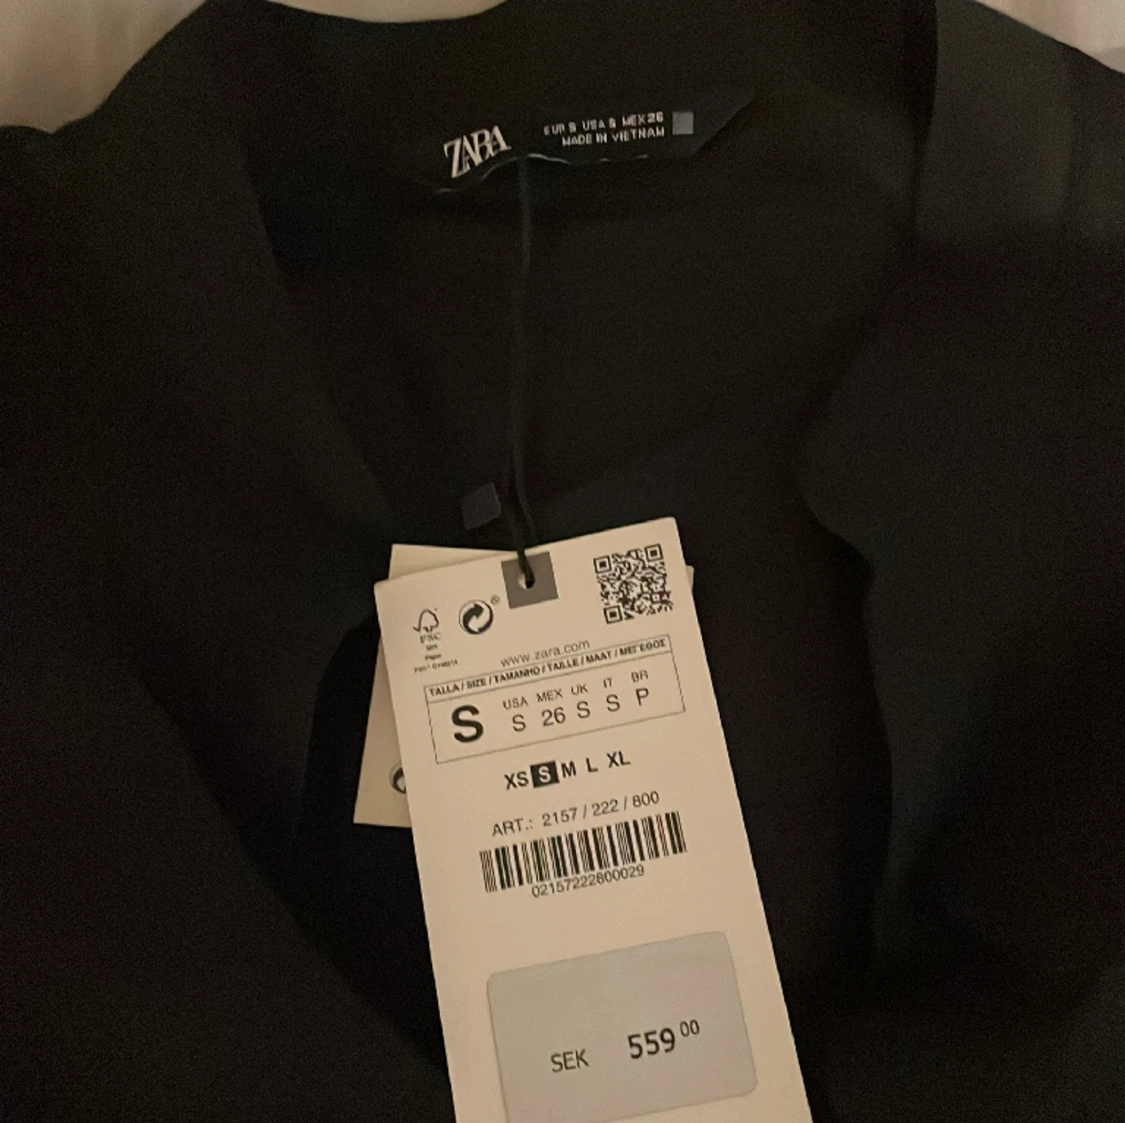 ZARA
EUR S USA S MEX 26
MADE IN VIETNAM
FSC
www.zara.com
TALLA / SIZE / TAMANHO / TAILLE / MAAT / ΜΕΓΕΘΟΣ
S
USA MEX UK IT BR
S 26 S S P
XS S M L XL
ART.: 2157 / 222 / 800
02157222800029
SEK 559 00